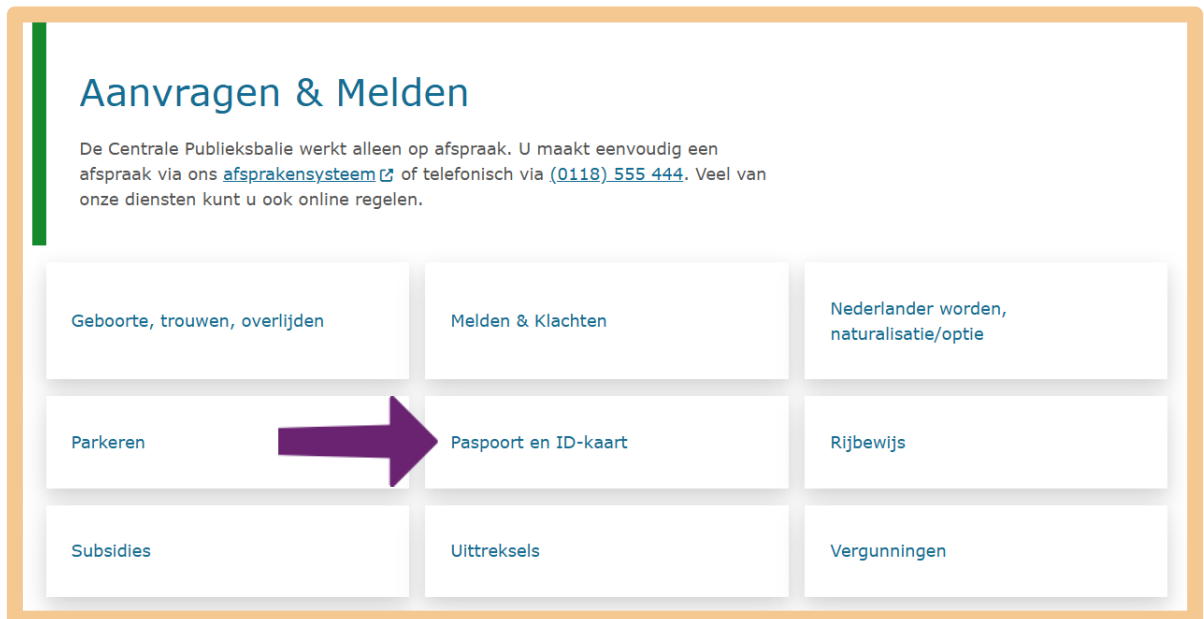 Aanvragen & Melden
De Centrale Publieksbalie werkt alleen op afspraak. U maakt eenvoudig een
afspraak via ons afsprakensysteem of telefonisch via (0118) 555 444. Veel van
onze diensten kunt u ook online regelen.
Geboorte, trouwen, overlijden
Melden & Klachten
Nederlander worden,
naturalisatie/optie
Parkeren
Paspoort en ID-kaart
Rijbewijs
Subsidies
Uittreksels
Vergunningen